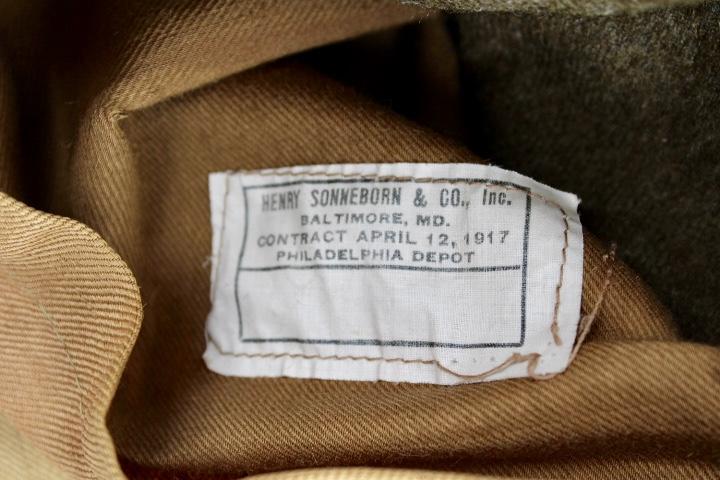 HENRY SONNEBORN & CO., Inc.
BALTIMORE, MD.
CONTRACT APRIL 12, 1917
PHILADELPHIA DEPOT